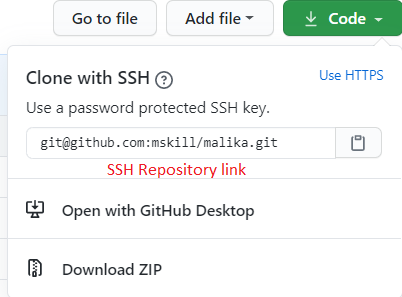 Go to file
Add file
Code
Clone with SSH ?
Use HTTPS
Use a password protected SSH key.
git@github.com:mskill/malika.git
SSH Repository link
Open with GitHub Desktop
Download ZIP